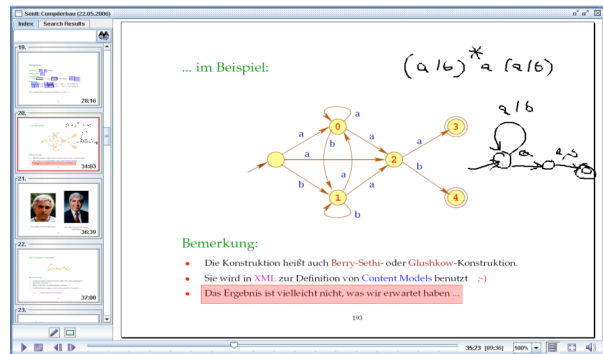 Seidl: Compilerbau (22.05.2006)
Index Search Results
19.
28:16
20.
34:03
21.
36:39
22.
37:00
23.
... im Beispiel:
(a|b)* a (a|b)
a|b
a
a,b
a
0
3
a
b
a
a
a
a
2
b
b
a
1
b
4
b
Bemerkung:
• Die Konstruktion heißt auch Berry-Sethi- oder Glushkow-Konstruktion.
• Sie wird in XML zur Definition von Content Models benutzt ;-)
• Das Ergebnis ist vielleicht nicht, was wir erwartet haben ...
193
35:23 [89:36] 100%